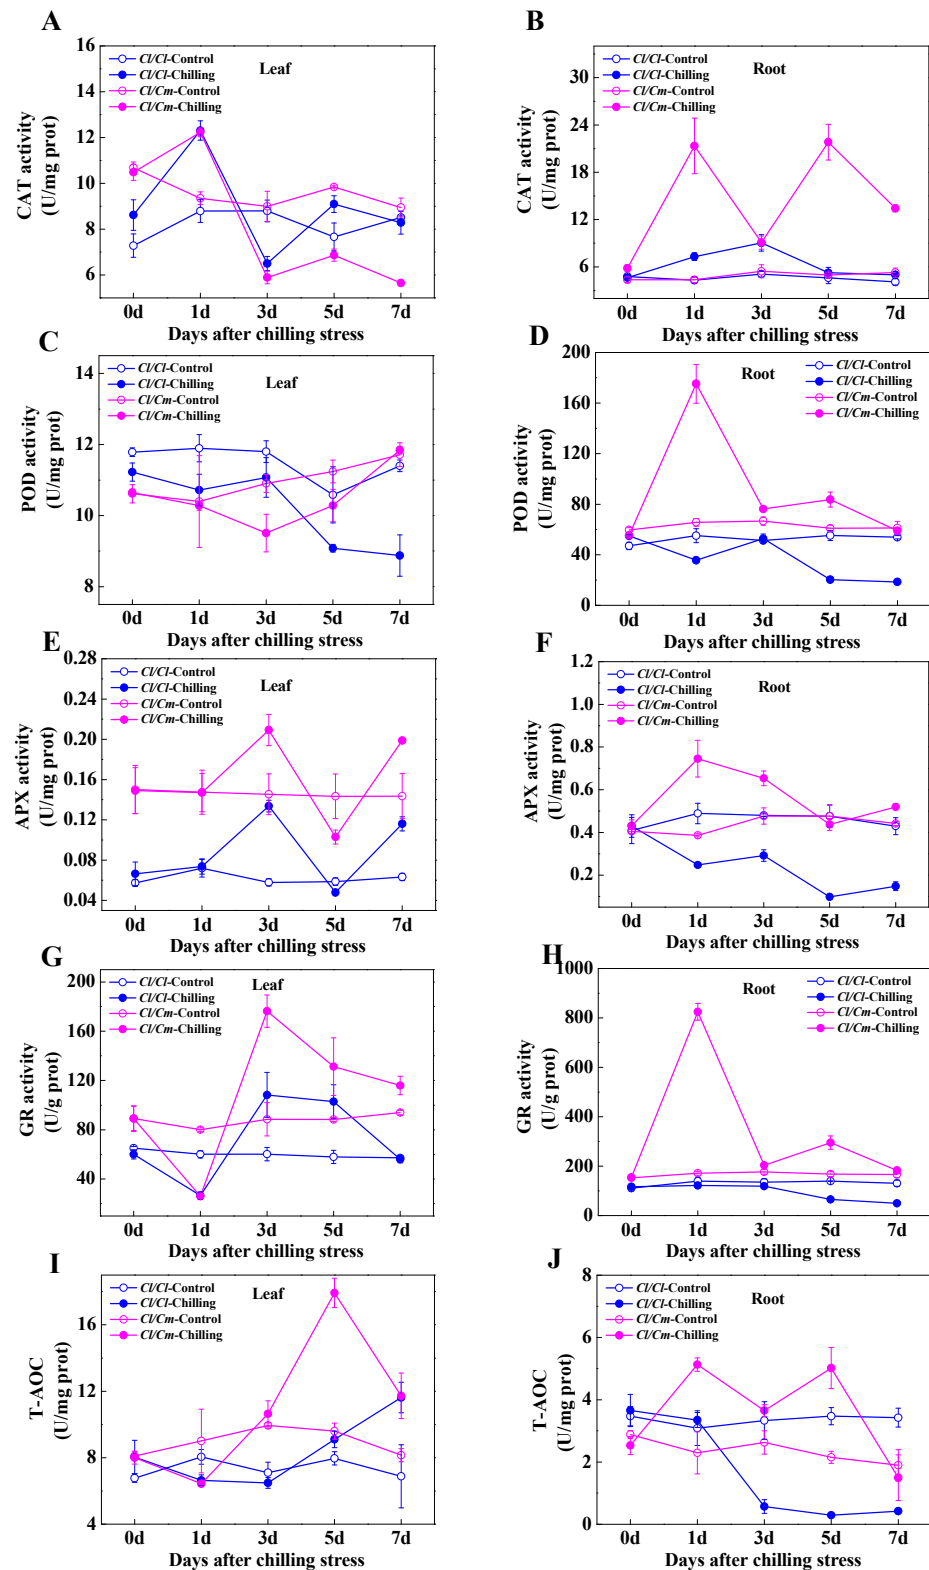 A
16
14
12
10
8
6
CAT activity
(U/mg prot)
Cl/Cl-Control
Cl/Cl-Chilling
Cl/Cm-Control
Cl/Cm-Chilling
Leaf
0d 1d 3d 5d 7d
Days after chilling stress
B
30
24
18
12
6
CAT activity
(U/mg prot)
Cl/Cl-Control
Cl/Cl-Chilling
Cl/Cm-Control
Cl/Cm-Chilling
Root
0d 1d 3d 5d 7d
Days after chilling stress
C
14
12
10
8
POD activity
(U/mg prot)
Cl/Cl-Control
Cl/Cl-Chilling
Cl/Cm-Control
Cl/Cm-Chilling
Leaf
0d 1d 3d 5d 7d
Days after chilling stress
D
200
160
120
80
40
0
POD activity
(U/mg prot)
Root
Cl/Cl-Control
Cl/Cl-Chilling
Cl/Cm-Control
Cl/Cm-Chilling
0d 1d 3d 5d 7d
Days after chilling stress
E
0.28
0.24
0.20
0.16
0.12
0.08
0.04
APX activity
(U/mg prot)
Cl/Cl-Control
Cl/Cl-Chilling
Cl/Cm-Control
Cl/Cm-Chilling
Leaf
0d 1d 3d 5d 7d
Days after chilling stress
F
1.2
1.0
0.8
0.6
0.4
0.2
APX activity
(U/mg prot)
Cl/Cl-Control
Cl/Cl-Chilling
Cl/Cm-Control
Cl/Cm-Chilling
Root
0d 1d 3d 5d 7d
Days after chilling stress
G
200
160
120
80
40
GR activity
(U/g prot)
Cl/Cl-Control
Cl/Cl-Chilling
Cl/Cm-Control
Cl/Cm-Chilling
Leaf
0d 1d 3d 5d 7d
Days after chilling stress
H
1000
800
600
400
200
0
GR activity
(U/g prot)
Root
Cl/Cl-Control
Cl/Cl-Chilling
Cl/Cm-Control
Cl/Cm-Chilling
0d 1d 3d 5d 7d
Days after chilling stress
I
16
12
8
4
T-AOC
(U/mg prot)
Cl/Cl-Control
Cl/Cl-Chilling
Cl/Cm-Control
Cl/Cm-Chilling
Leaf
0d 1d 3d 5d 7d
Days after chilling stress
J
8
6
4
2
0
T-AOC
(U/mg prot)
Cl/Cl-Control
Cl/Cl-Chilling
Cl/Cm-Control
Cl/Cm-Chilling
Root
0d 1d 3d 5d 7d
Days after chilling stress